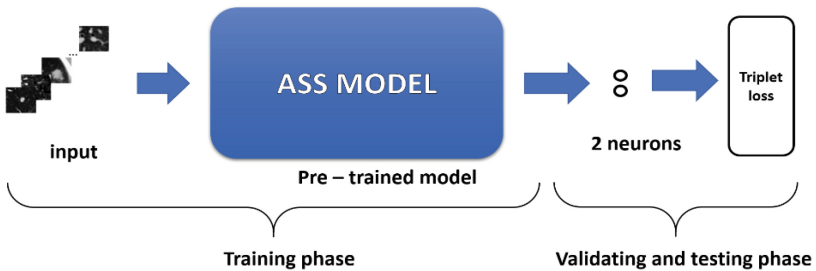 ...
ASS MODEL
Triplet
loss
input
2 neurons
Pre – trained model
Training phase
Validating and testing phase